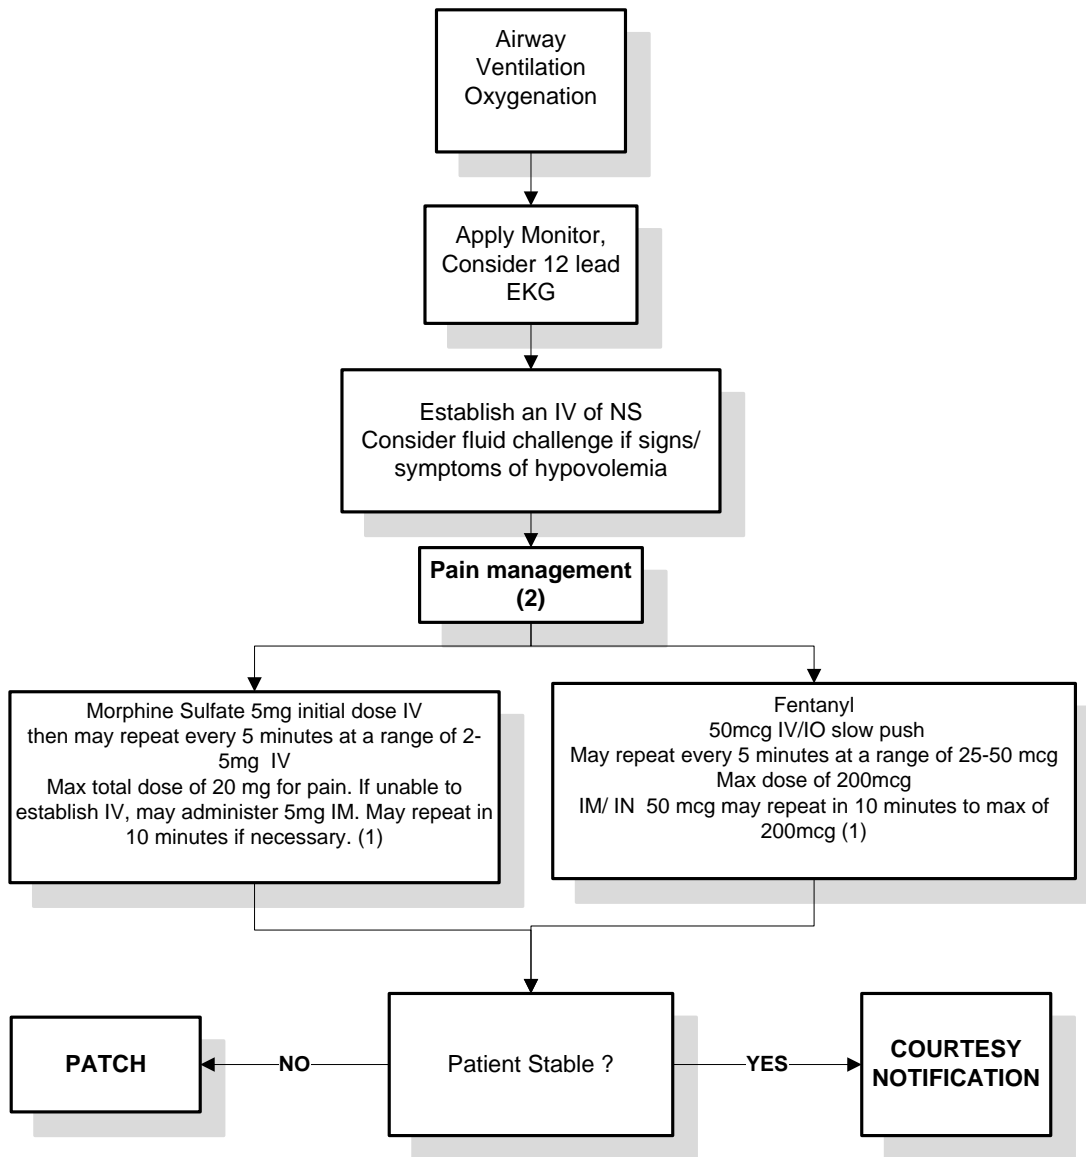 Airway
Ventilation
Oxygenation
Apply Monitor,
Consider 12 lead
EKG
Establish an IV of NS
Consider fluid challenge if signs/
symptoms of hypovolemia
Pain management
(2)
Morphine Sulfate 5mg initial dose IV
then may repeat every 5 minutes at a range of 2-
5mg  IV
Max total dose of 20 mg for pain. If unable to
establish IV, may administer 5mg IM. May repeat in
10 minutes if necessary. (1)
Fentanyl
50mcg IV/IO slow push
May repeat every 5 minutes at a range of 25-50 mcg
Max dose of 200mcg
IM/ IN  50 mcg may repeat in 10 minutes to max of
200mcg (1)
PATCH
NO
Patient Stable ?
YES
COURTESY
NOTIFICATION